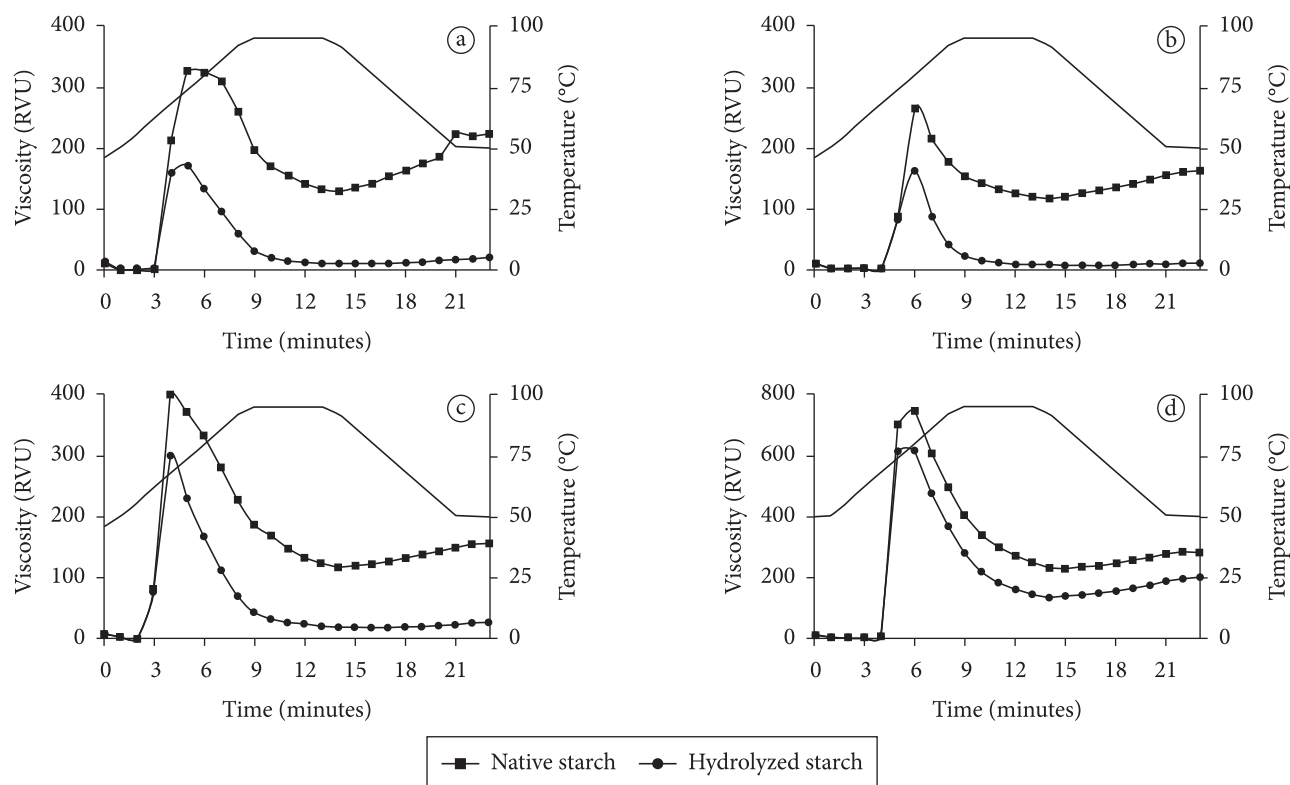 a
Viscosity (RVU)
400
300
200
100
0
0 3 6 9 12 15 18 21
Time (minutes)
100
75
50
25
0
Temperature (°C)
b
Viscosity (RVU)
400
300
200
100
0
0 3 6 9 12 15 18 21
Time (minutes)
100
75
50
25
0
Temperature (°C)
c
Viscosity (RVU)
400
300
200
100
0
0 3 6 9 12 15 18 21
Time (minutes)
100
75
50
25
0
Temperature (°C)
d
Viscosity (RVU)
800
600
400
200
0
0 3 6 9 12 15 18 21
Time (minutes)
100
75
50
25
0
Temperature (°C)
Native starch Hydrolyzed starch